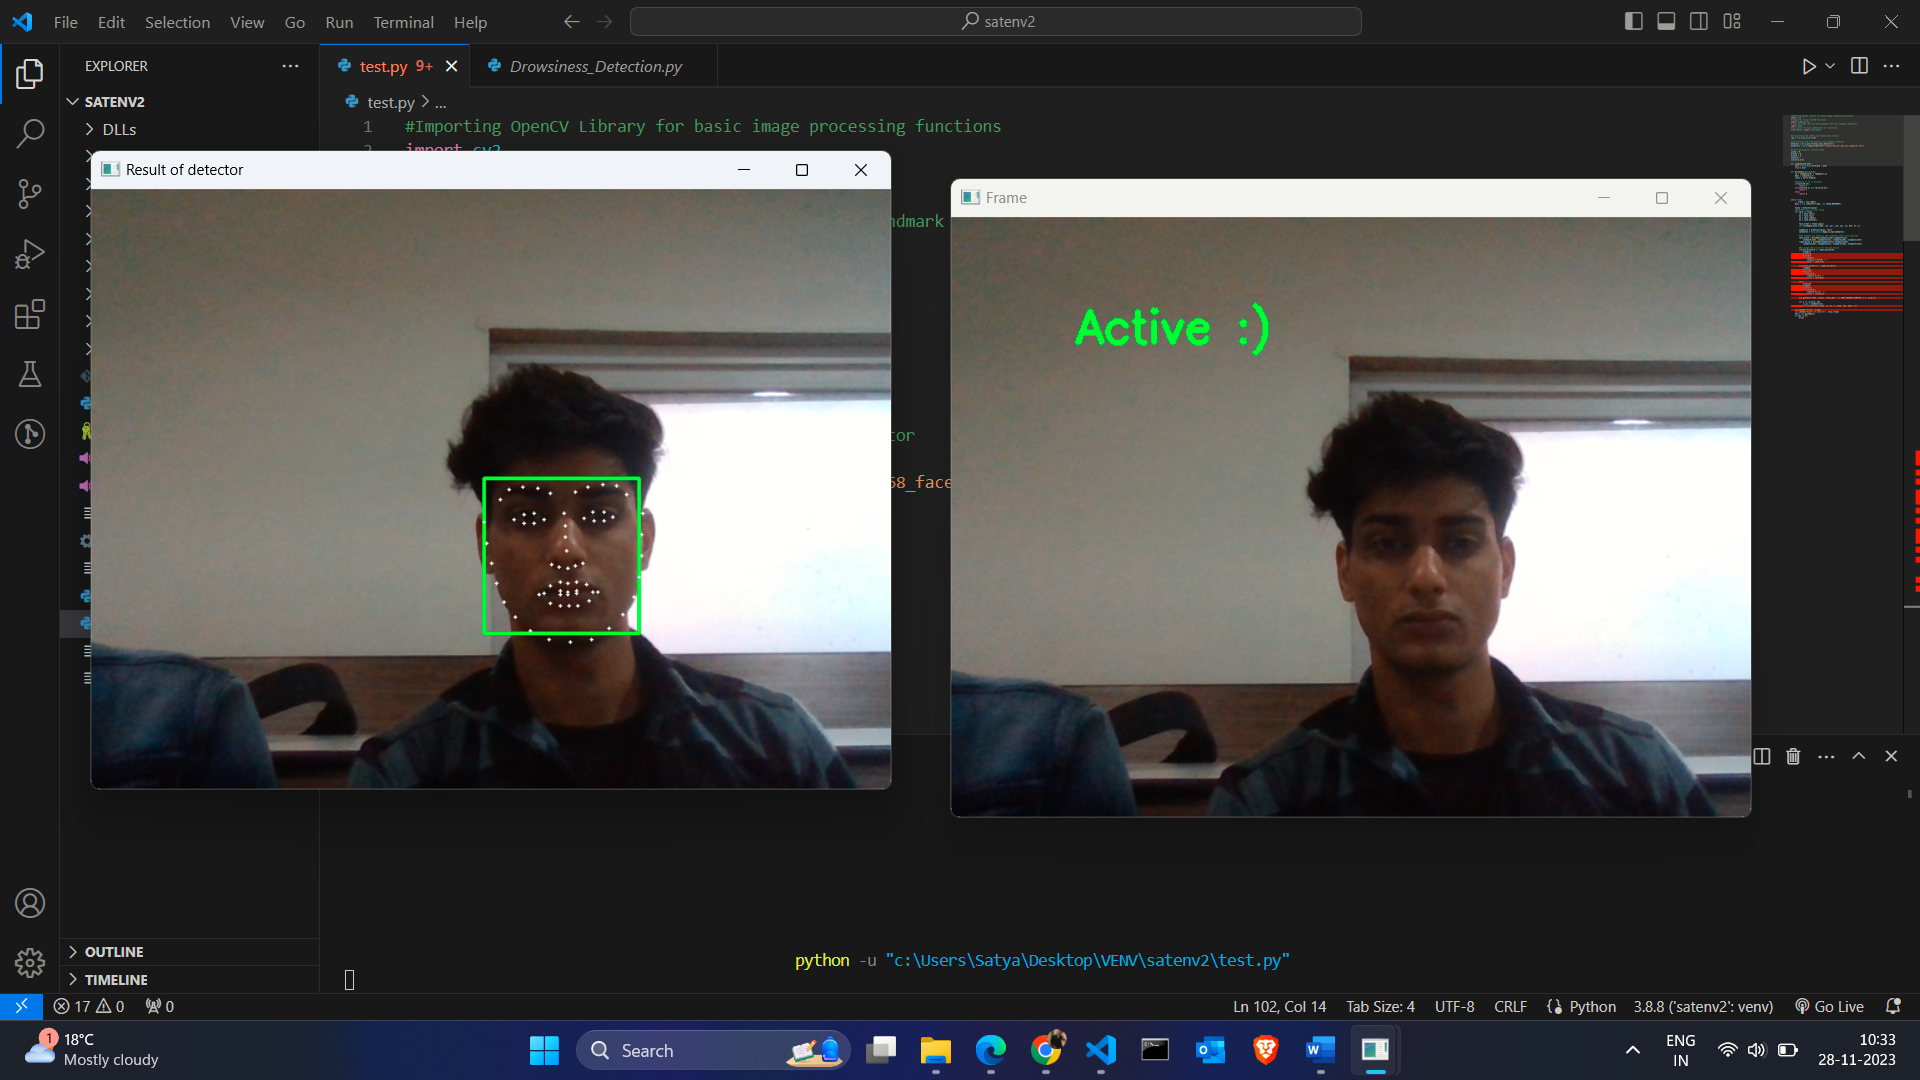 File Edit Selection View Go Run Terminal Help
satenv2
EXPLORER
test.py 9+
Drowsiness_Detection.py
SATENV2
test.py > ...
DLLs
1 #Importing OpenCV Library for basic image processing functions
2 import cv2
Result of detector
Frame
ndmark
Active :)
tor
68_face
OUTLINE
python -u "c:\Users\Satya\Desktop\VENV\satenv2\test.py"
TIMELINE
17 0 0
Ln 102, Col 14 Tab Size: 4 UTF-8 CRLF Python 3.8.8 ('satenv2': venv) Go Live
1
18°C
Mostly cloudy
Search
ENG
IN
10:33
28-11-2023